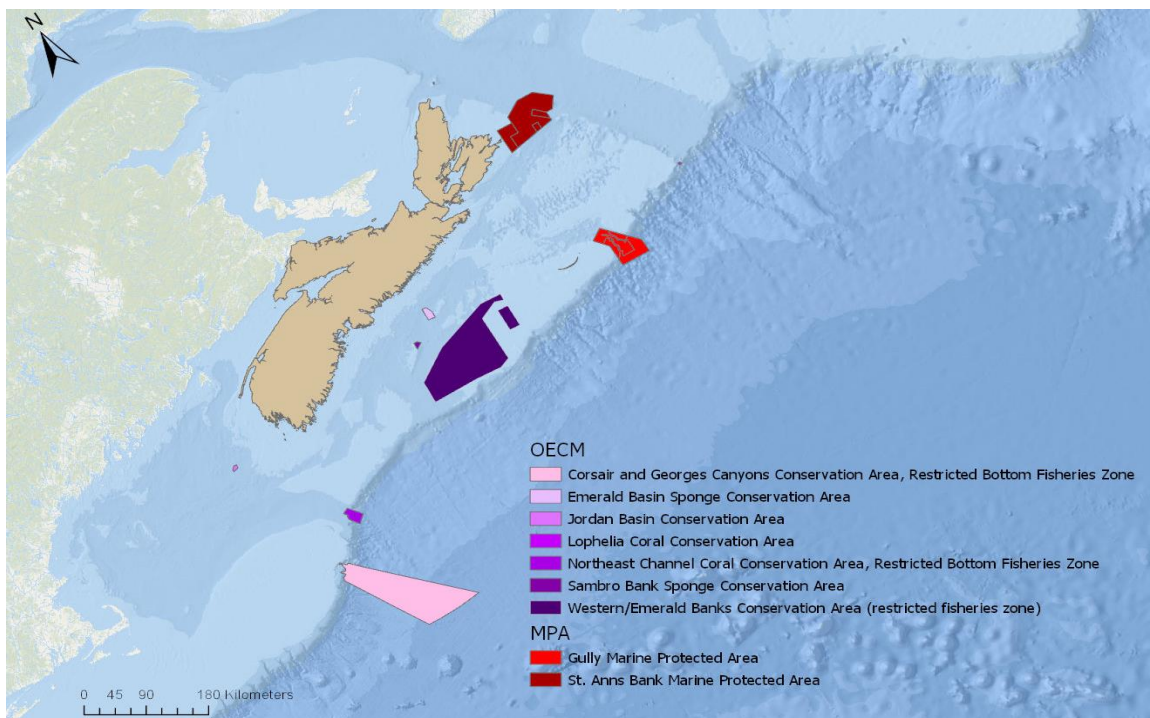 N
OECM
Corsair and Georges Canyons Conservation Area, Restricted Bottom Fisheries Zone
Emerald Basin Sponge Conservation Area
Jordan Basin Conservation Area
Lophelia Coral Conservation Area
Northeast Channel Coral Conservation Area, Restricted Bottom Fisheries Zone
Sambro Bank Sponge Conservation Area
Western/Emerald Banks Conservation Area (restricted fisheries zone)
MPA
Gully Marine Protected Area
St. Anns Bank Marine Protected Area
0 45 90 180 Kilometers